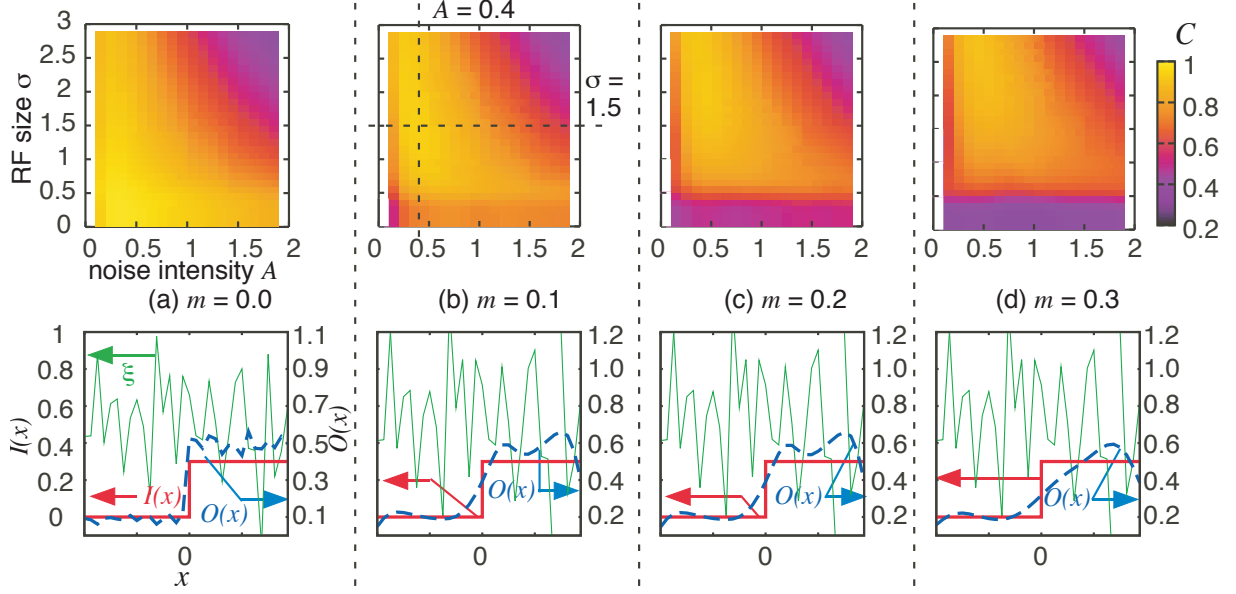 A = 0.4
RF size σ
3
2.5
2
1.5
1
0.5
0
0 0.5 1 1.5 2
noise intensity A
σ =
1.5
0 0.5 1 1.5 2
0 0.5 1 1.5 2
0 0.5 1 1.5 2
C
1
0.8
0.6
0.4
0.2
(a) m = 0.0
(b) m = 0.1
(c) m = 0.2
(d) m = 0.3
I(x)
1
0.8
0.6
0.4
0.2
0
ξ
I(x)
O(x)
1.1
0.9
0.7
0.5
0.3
0.1
O(x)
0
x
O(x)
1.2
1.0
0.8
0.6
0.4
0.2
0
O(x)
1.2
1.0
0.8
0.6
0.4
0.2
0
O(x)
1.2
1.0
0.8
0.6
0.4
0.2
0